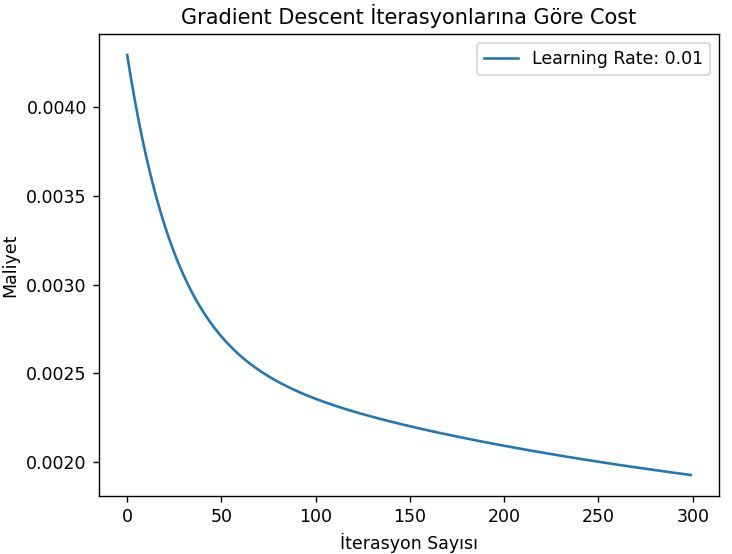 Gradient Descent İterasyonlarına Göre Cost
Learning Rate: 0.01
Maliyet
0.0040
0.0035
0.0030
0.0025
0.0020
0 50 100 150 200 250 300
İterasyon Sayısı